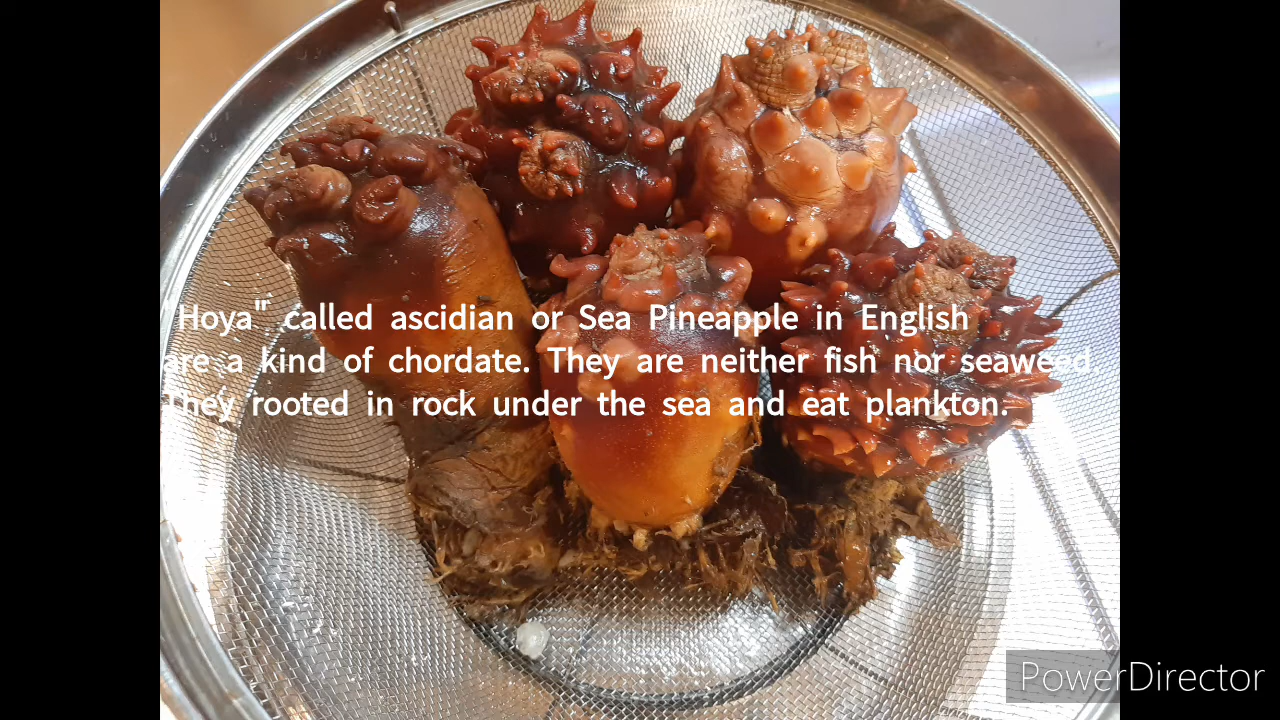 "Hoya" called ascidian or Sea Pineapple in English
are a kind of chordate. They are neither fish nor seaweed.
They rooted in rock under the sea and eat plankton.
PowerDirector